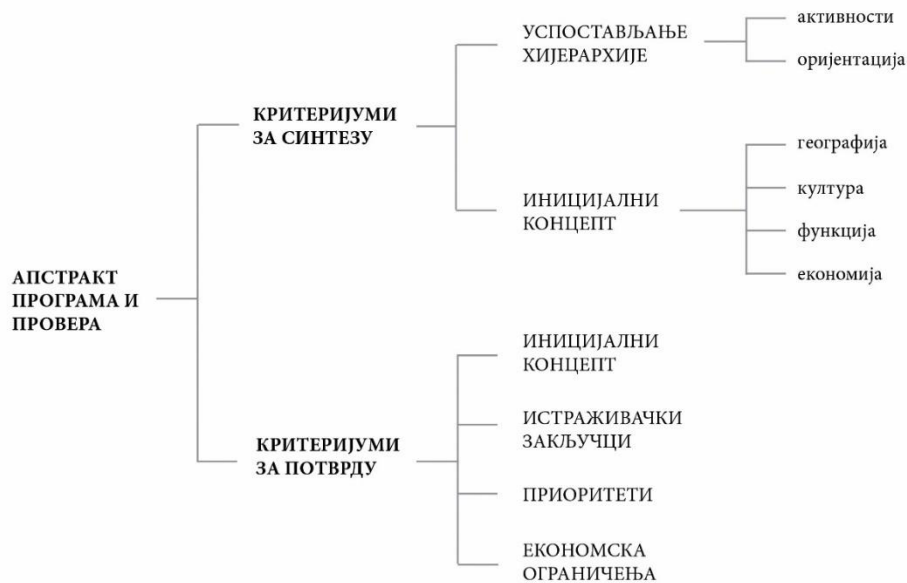 АПСТРАКТ
ПРОГРАМА И
ПРОВЕРА
КРИТЕРИЈУМИ
ЗА СИНТЕЗУ
УСПОСТАВЉАЊЕ
ХИЈЕРАРХИЈЕ
активности
оријентација
ИНИЦИЈАЛНИ
КОНЦЕПТ
географија
култура
функција
економија
КРИТЕРИЈУМИ
ЗА ПОТВРДУ
ИНИЦИЈАЛНИ
КОНЦЕПТ
ИСТРАЖИВАЧКИ
ЗАКЉУЧЦИ
ПРИОРИТЕТИ
ЕКОНОМСКА
ОГРАНИЧЕЊА